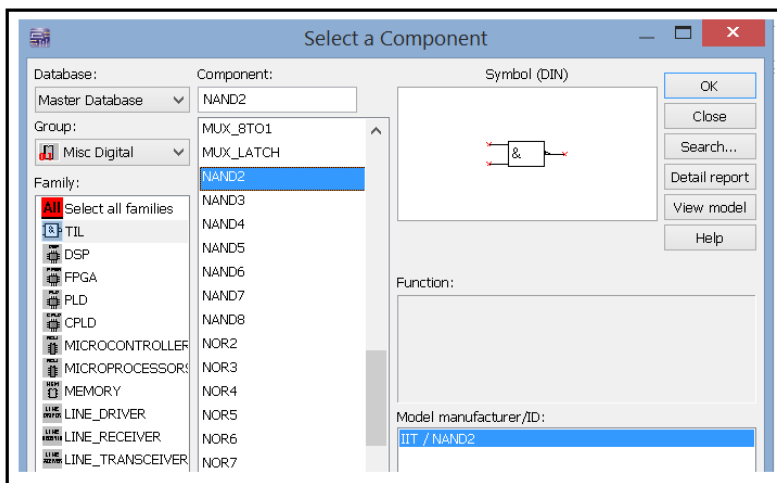 Select a Component
Database:
Master Database
Group:
Misc Digital
Family:
All Select all families
& TIL
DSP
FPGA
PLD
CPLD
MICROCONTROLLER
MICROPROCESSORS
MEMORY
LINE_DRIVER
LINE_RECEIVER
LINE_TRANSCEIVER
Component:
NAND2
MUX_8TO1
MUX_LATCH
NAND2
NAND3
NAND4
NAND5
NAND6
NAND7
NAND8
NOR2
NOR3
NOR4
NOR5
NOR6
NOR7
Symbol (DIN)
&
Function:
Model manufacturer/ID:
IIT / NAND2
OK
Close
Search...
Detail report
View model
Help